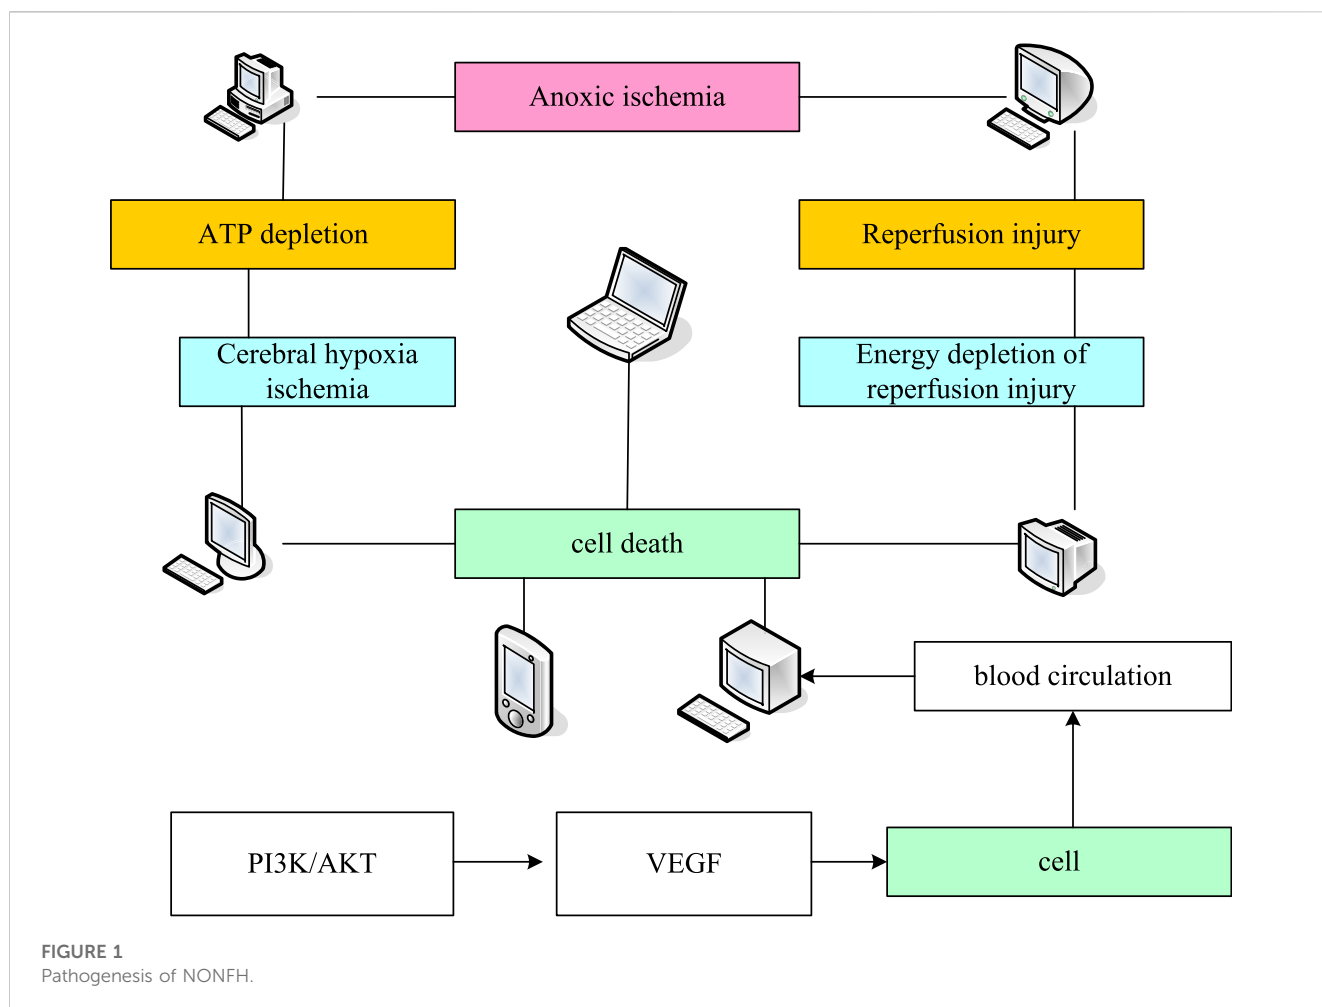 Anoxic ischemia
ATP depletion
Reperfusion injury
Cerebral hypoxia
ischemia
Energy depletion of
reperfusion injury
cell death
blood circulation
PI3K/AKT
VEGF
cell
FIGURE 1
Pathogenesis of NONFH.